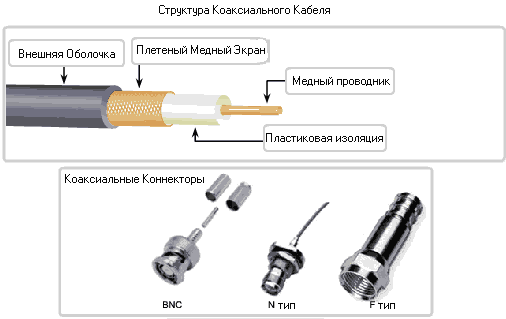 Структура Коаксиального Кабеля
Внешняя Оболочка
Плетеный Медный Экран
Медный проводник
Пластиковая изоляция
Коаксиальные Коннекторы
BNC
N тип
F тип